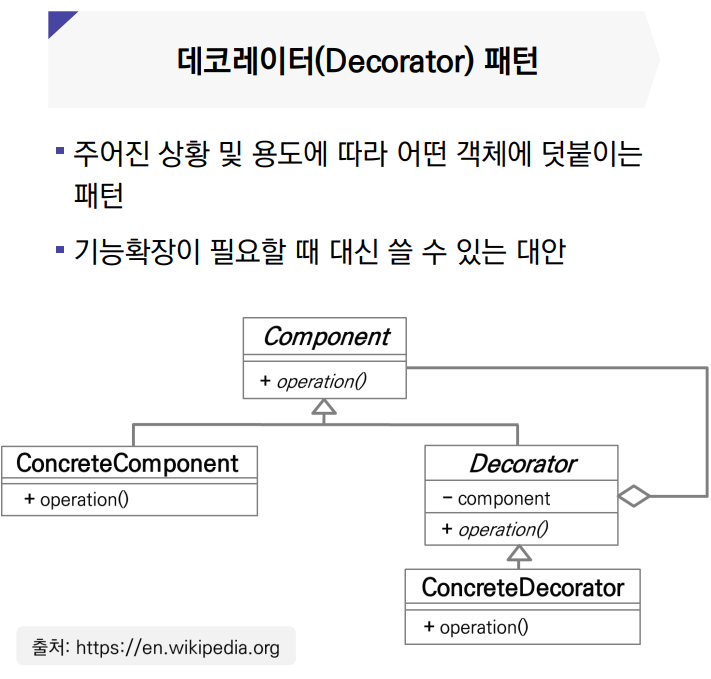 데코레이터(Decorator) 패턴
주어진 상황 및 용도에 따라 어떤 객체에 덧붙이는
패턴
기능확장이 필요할 때 대신 쓸 수 있는 대안
Component
+ operation()
ConcreteComponent
+ operation()
Decorator
- component
+ operation()
ConcreteDecorator
+ operation()
출처: https://en.wikipedia.org